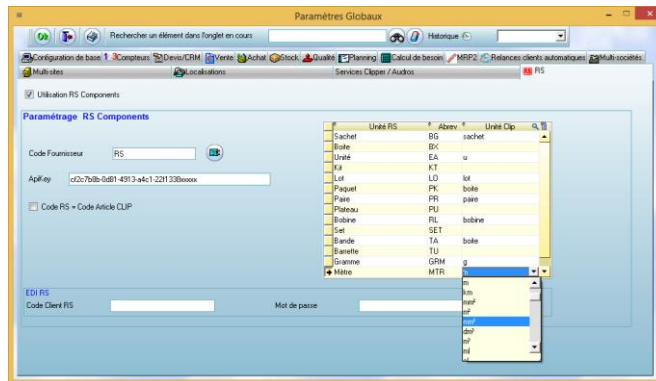 Paramètres Globaux
Rechercher un élément dans l'onglet en cours
Historique
Configuration de base 1 3Compteurs Devis/CRM Vente Achat Stock Qualité Planning Calcul de besoin MRP2 Relances clients automatiques Multi-sociétés
Multi-sites Localisations Services Clipper / Audros RS
Utilisation RS Components
Paramétrage RS Components
Unité RS Abrev Unité Clip
Sachet BG sachet
Boite BX
Unité EA u
Kit KT
Lot LO lot
Paquet PK boite
Paire PR paire
Plateau PU
Bobine RL bobine
Set SET
Bande TA boite
Barrette TU
Gramme GRM g
Mètre MTR
Code Fournisseur RS
ApiKey
Code RS = Code Article CLIP
m
km
mm²
m²
mm³
dm³
m³
ml
EDI RS
Code Client RS Mot de passe